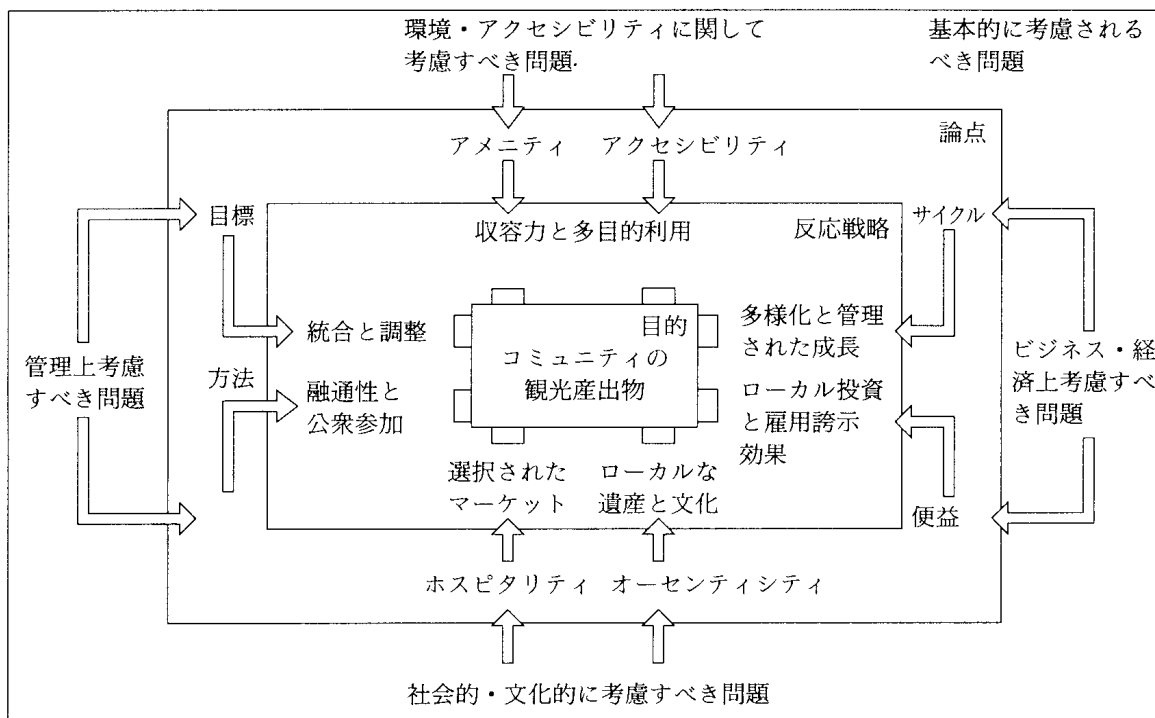 環境・アクセシビリティに関して
考慮すべき問題.
基本的に考慮される
べき問題
論点
アメニティ
アクセシビリティ
目標
サイクル
収容力と多目的利用
反応戦略
統合と調整
目的
コミュニティの
観光産出物
多様化と管理
された成長
管理上考慮
すべき問題
方法
融通性と
公衆参加
ローカル投資
と雇用誇示
効果
ビジネス・経
済上考慮すべ
き問題
選択された
マーケット
ローカルな
遺産と文化
便益
ホスピタリティ
オーセンティシティ
社会的・文化的に考慮すべき問題